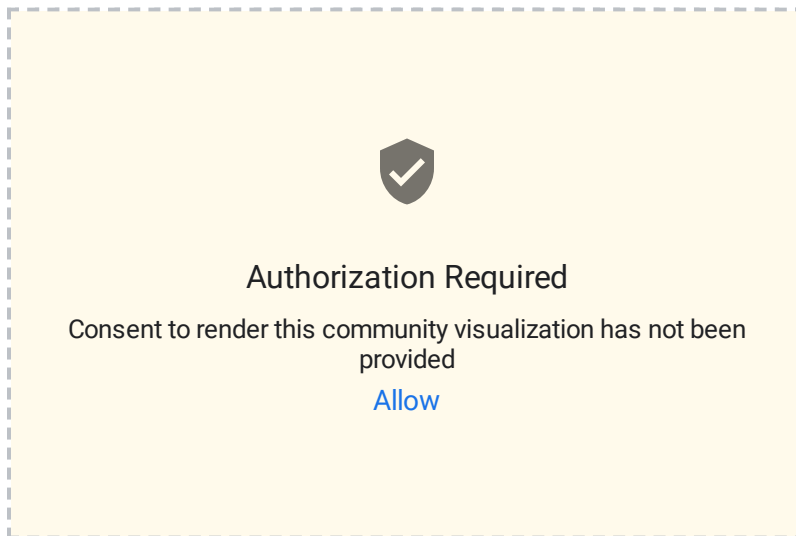 Authorization Required
Consent to render this community visualization has not been
provided
Allow